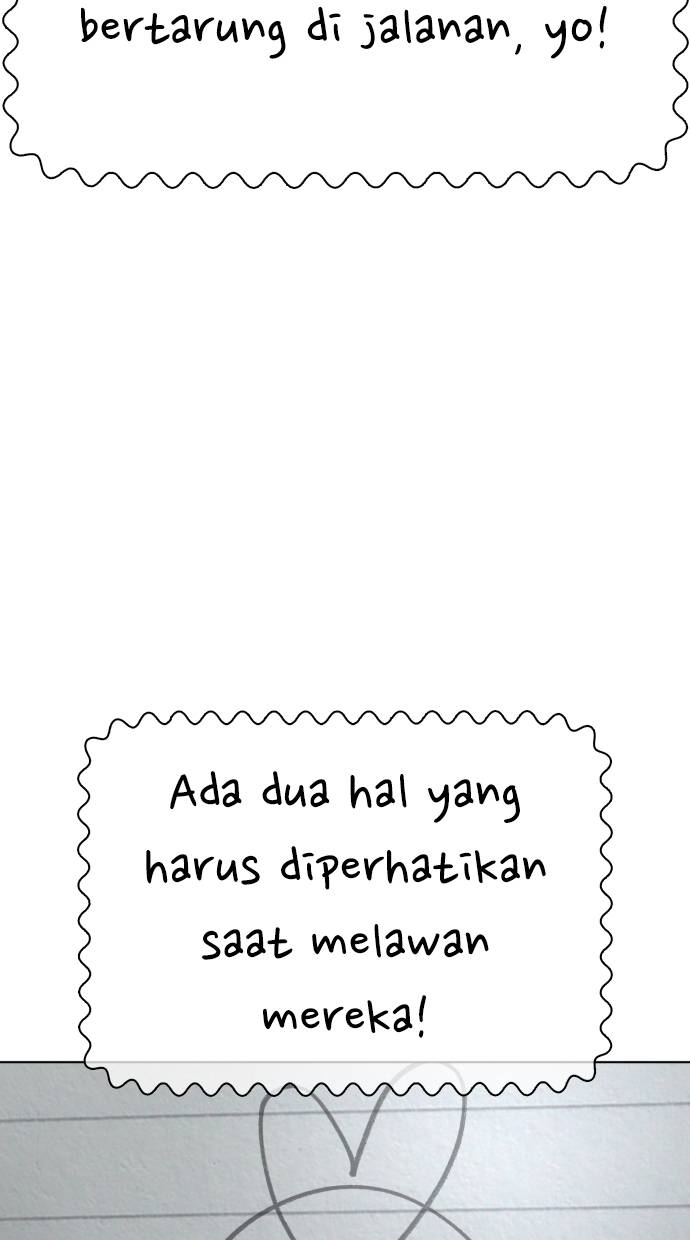 bertarung di jalanan, yo!
Ada dua hal yang
harus diperhatikan
saat melawan
mereka!